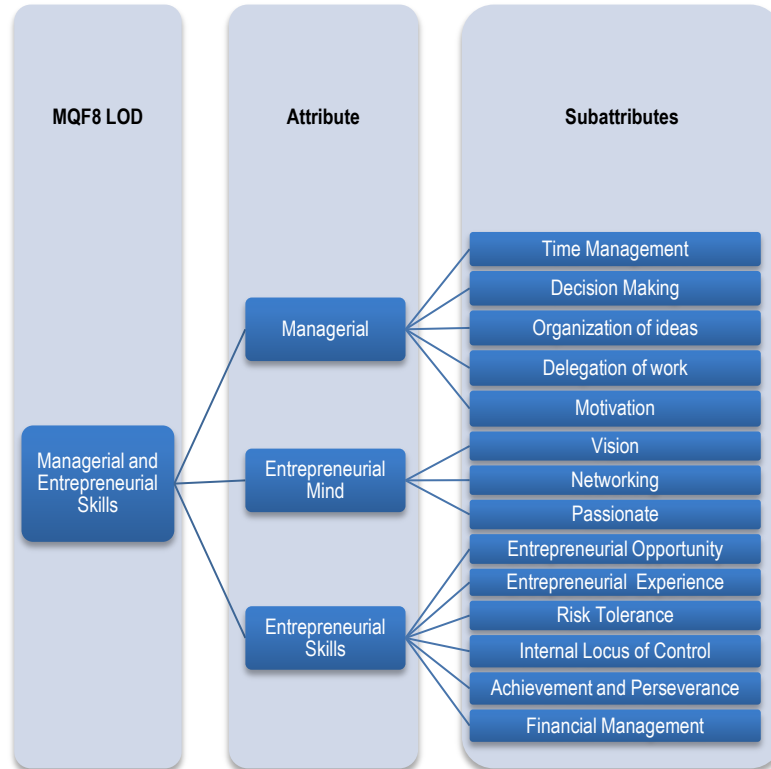 MQF8 LOD
Attribute
Subattributes
Managerial and
Entrepreneurial
Skills
Managerial
Entrepreneurial
Mind
Entrepreneurial
Skills
Time Management
Decision Making
Organization of ideas
Delegation of work
Motivation
Vision
Networking
Passionate
Entrepreneurial Opportunity
Entrepreneurial Experience
Risk Tolerance
Internal Locus of Control
Achievement and Perseverance
Financial Management